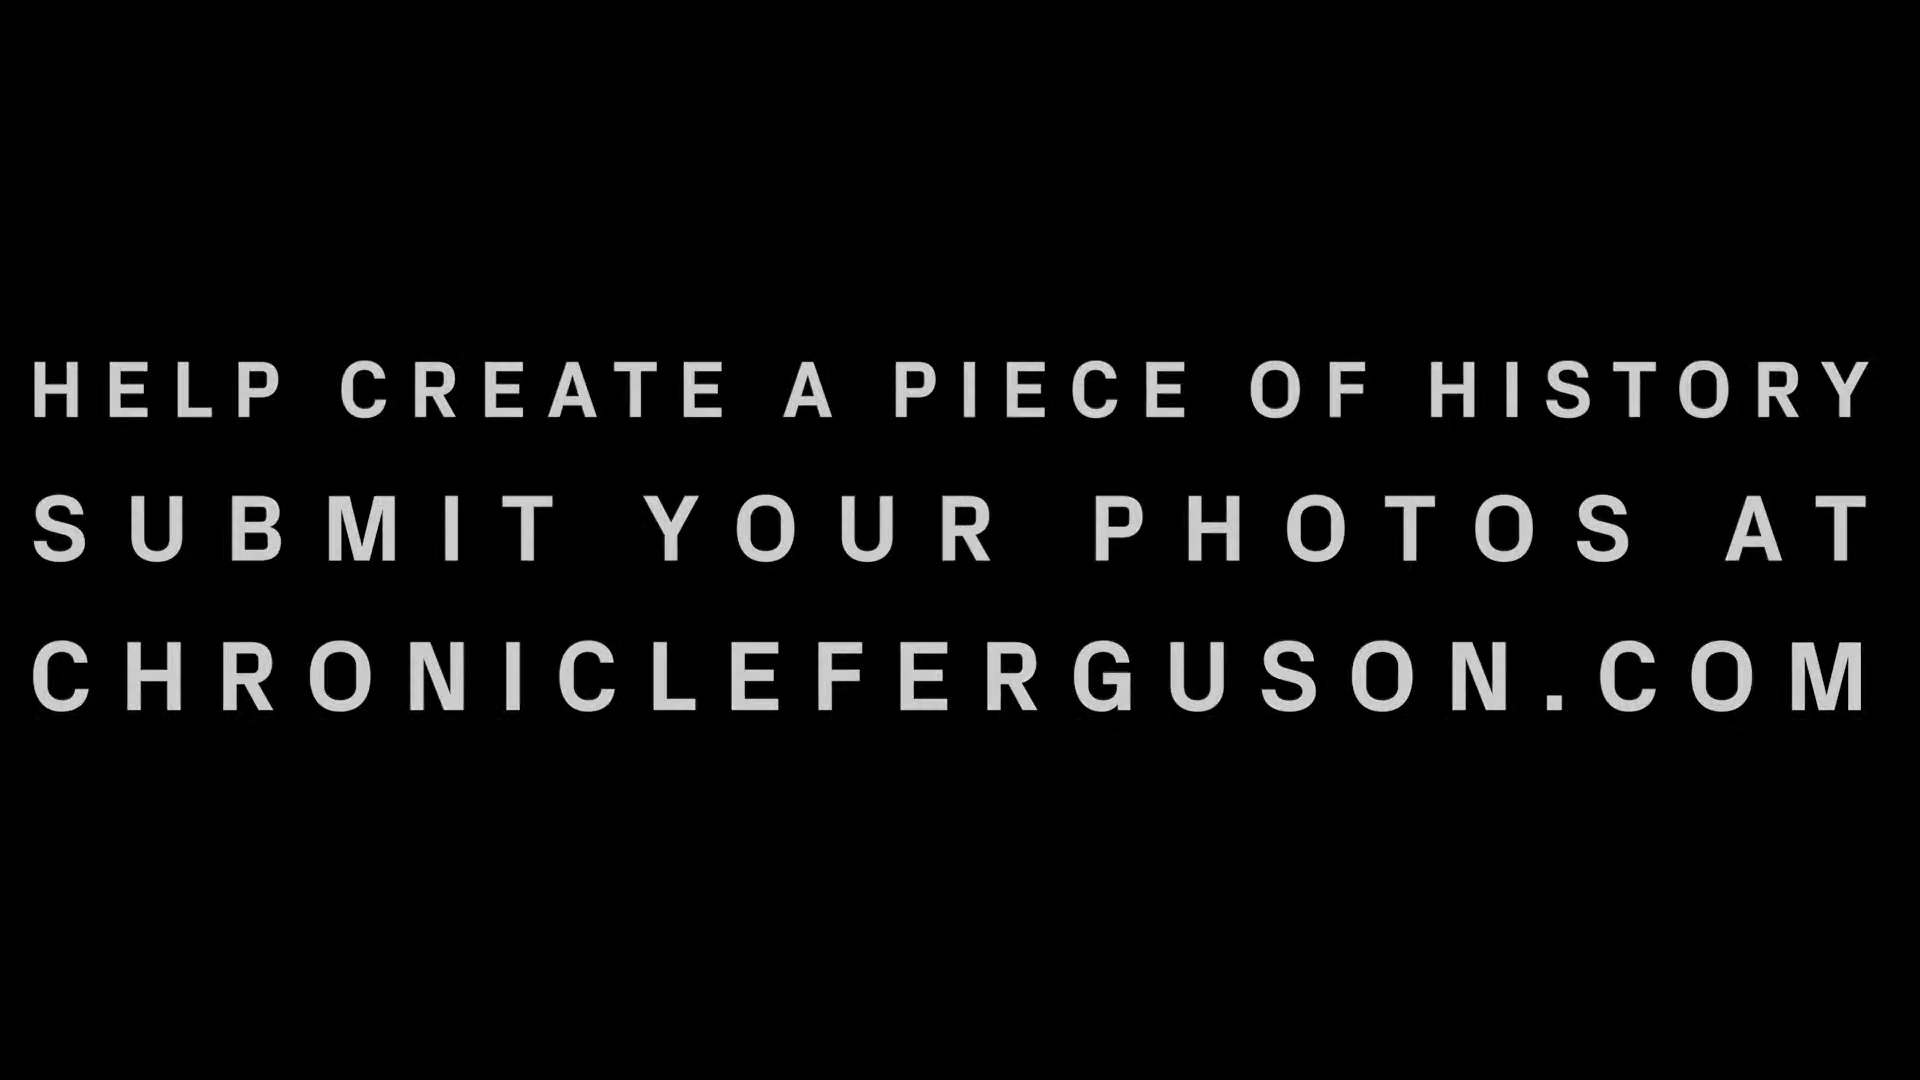 HELP CREATE A PIECE OF HISTORY
SUBMIT YOUR PHOTOS AT
CHRONICLEFERGUSON.COM